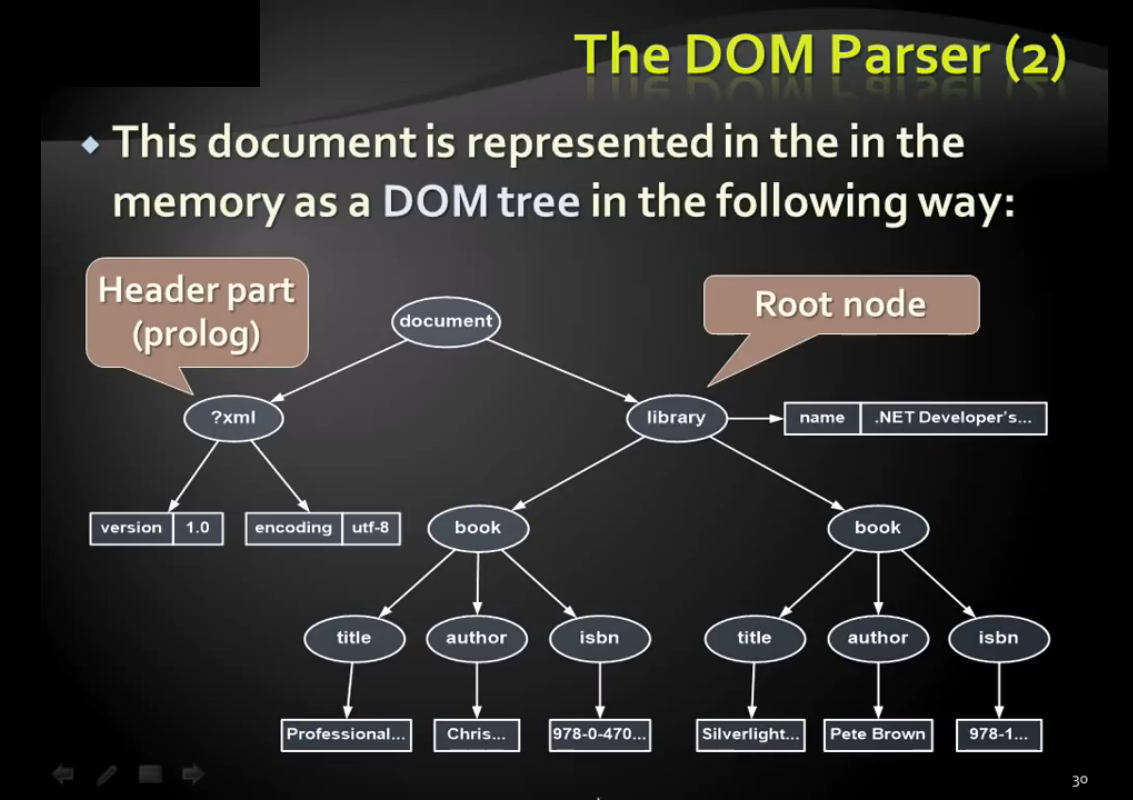 The DOM Parser (2)
This document is represented in the in the
memory as a DOM tree in the following way:
Header part
(prolog)
Root node
document
?xml
library
name
.NET Developer's...
version
1.0
encoding
utf-8
book
book
title
author
isbn
title
author
isbn
Professional...
Chris...
978-0-470...
Silverlight...
Pete Brown
978-1...
30